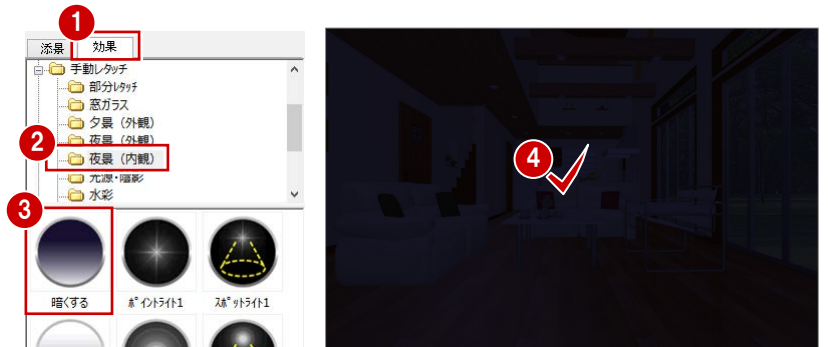 1
添景 効果
手動レタッチ
部分レタッチ
窓ガラス
夕景（外観）
夜景（外観）
2
夜景（内観）
光源・陰影
水彩
3
4
暗くする ポイントライト1 スポットライト1